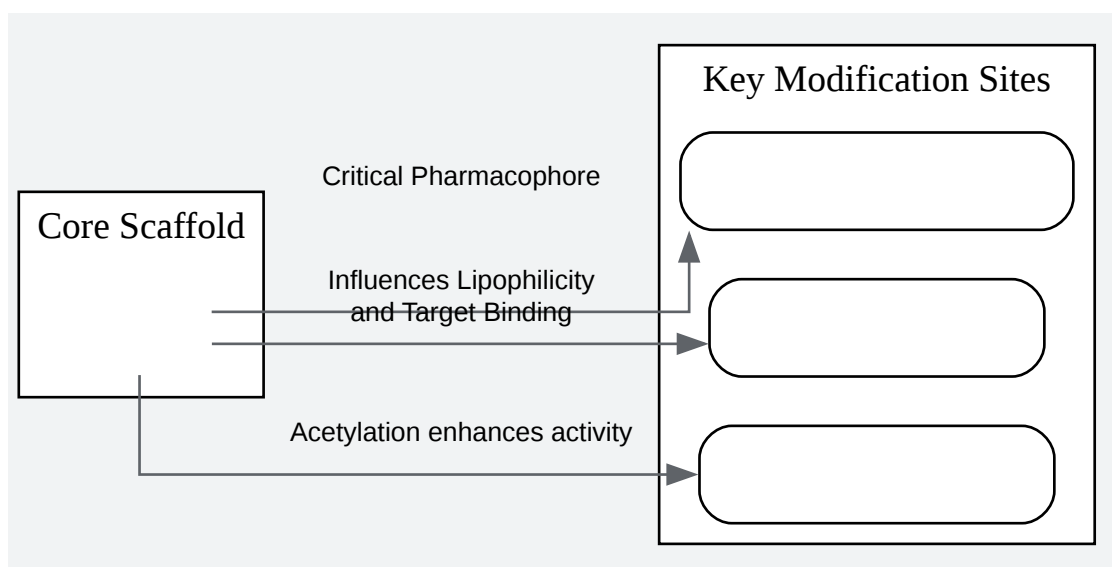 Core Scaffold
Critical Pharmacophore
Influences Lipophilicity
and Target Binding
Acetylation enhances activity
Key Modification Sites